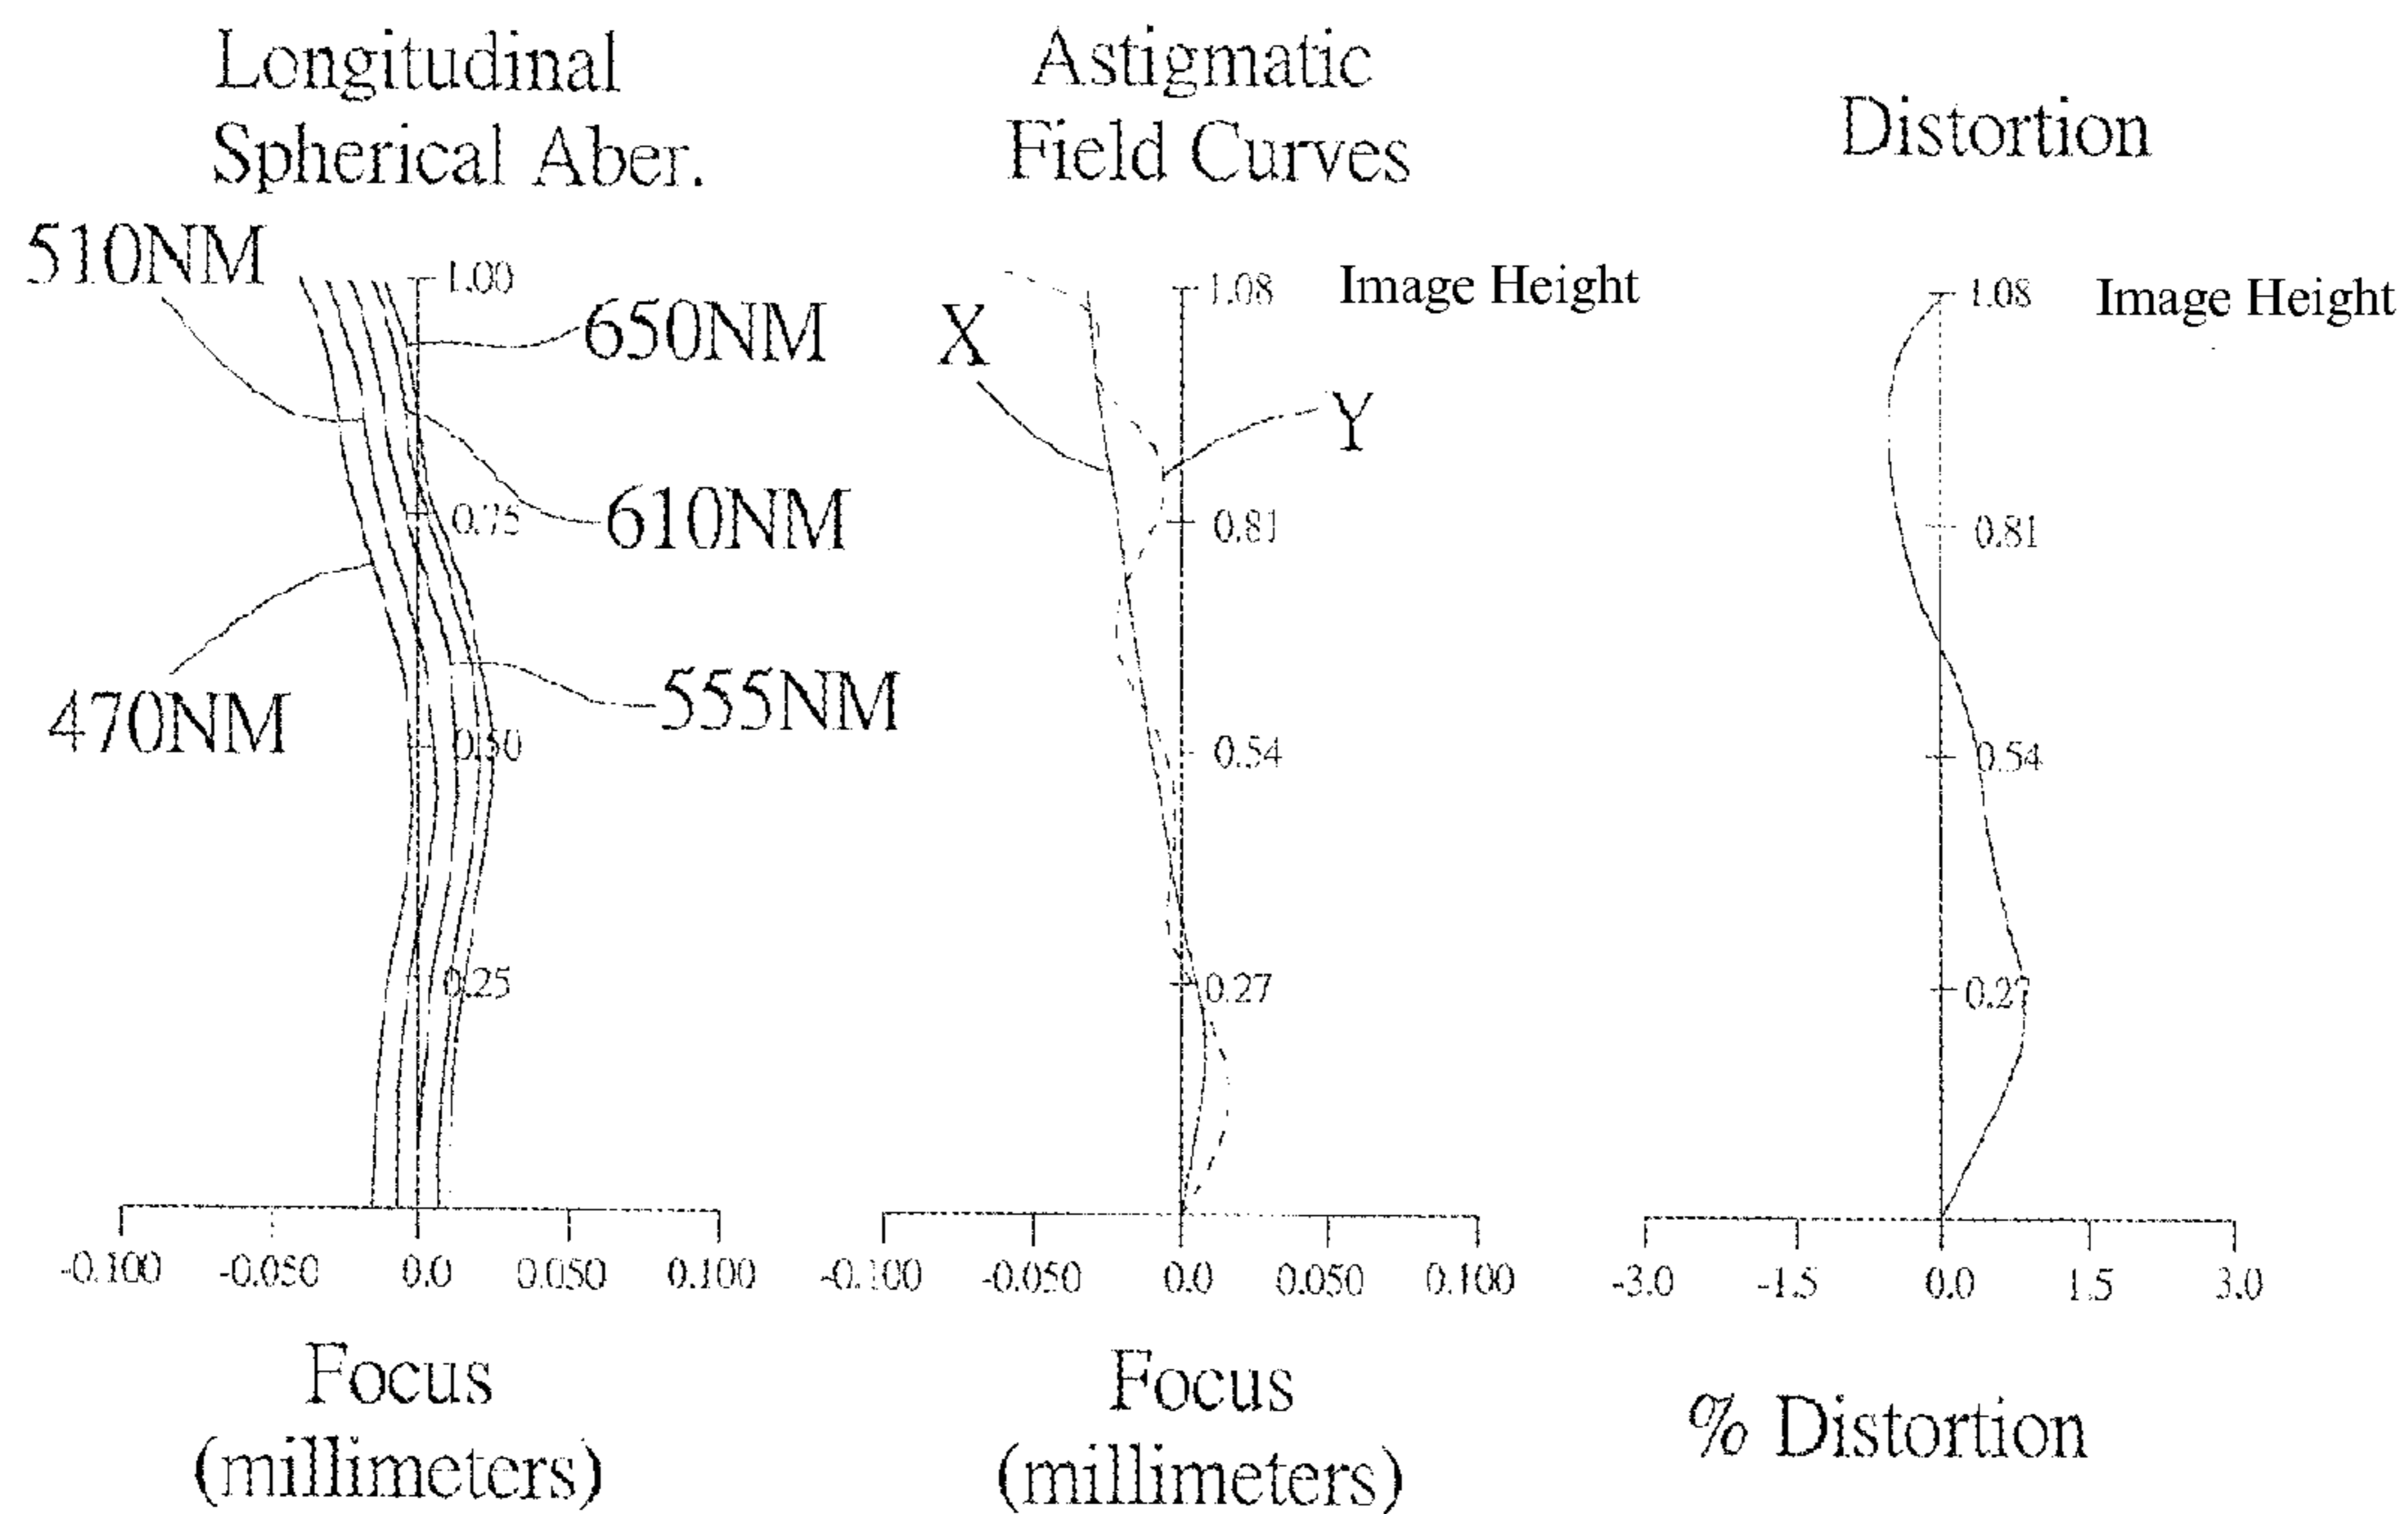 Longitudinal
Spherical Aber.
510NM
1.00
650NM
0.75
610NM
470NM
555NM
0.50
0.25
-0.100
-0.050
0.0
0.050
0.100
Focus
(millimeters)
Astigmatic
Field Curves
X
1.08
Image Height
Y
0.81
0.54
0.27
-0.100
-0.050
0.0
0.050
0.100
Focus
(millimeters)
Distortion
1.08
Image Height
0.81
0.54
0.27
-3.0
-1.5
0.0
1.5
3.0
% Distortion